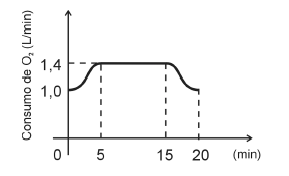 Consumo de O₂ (L/min)
1,4
1,0
0 5 15 20 (min)